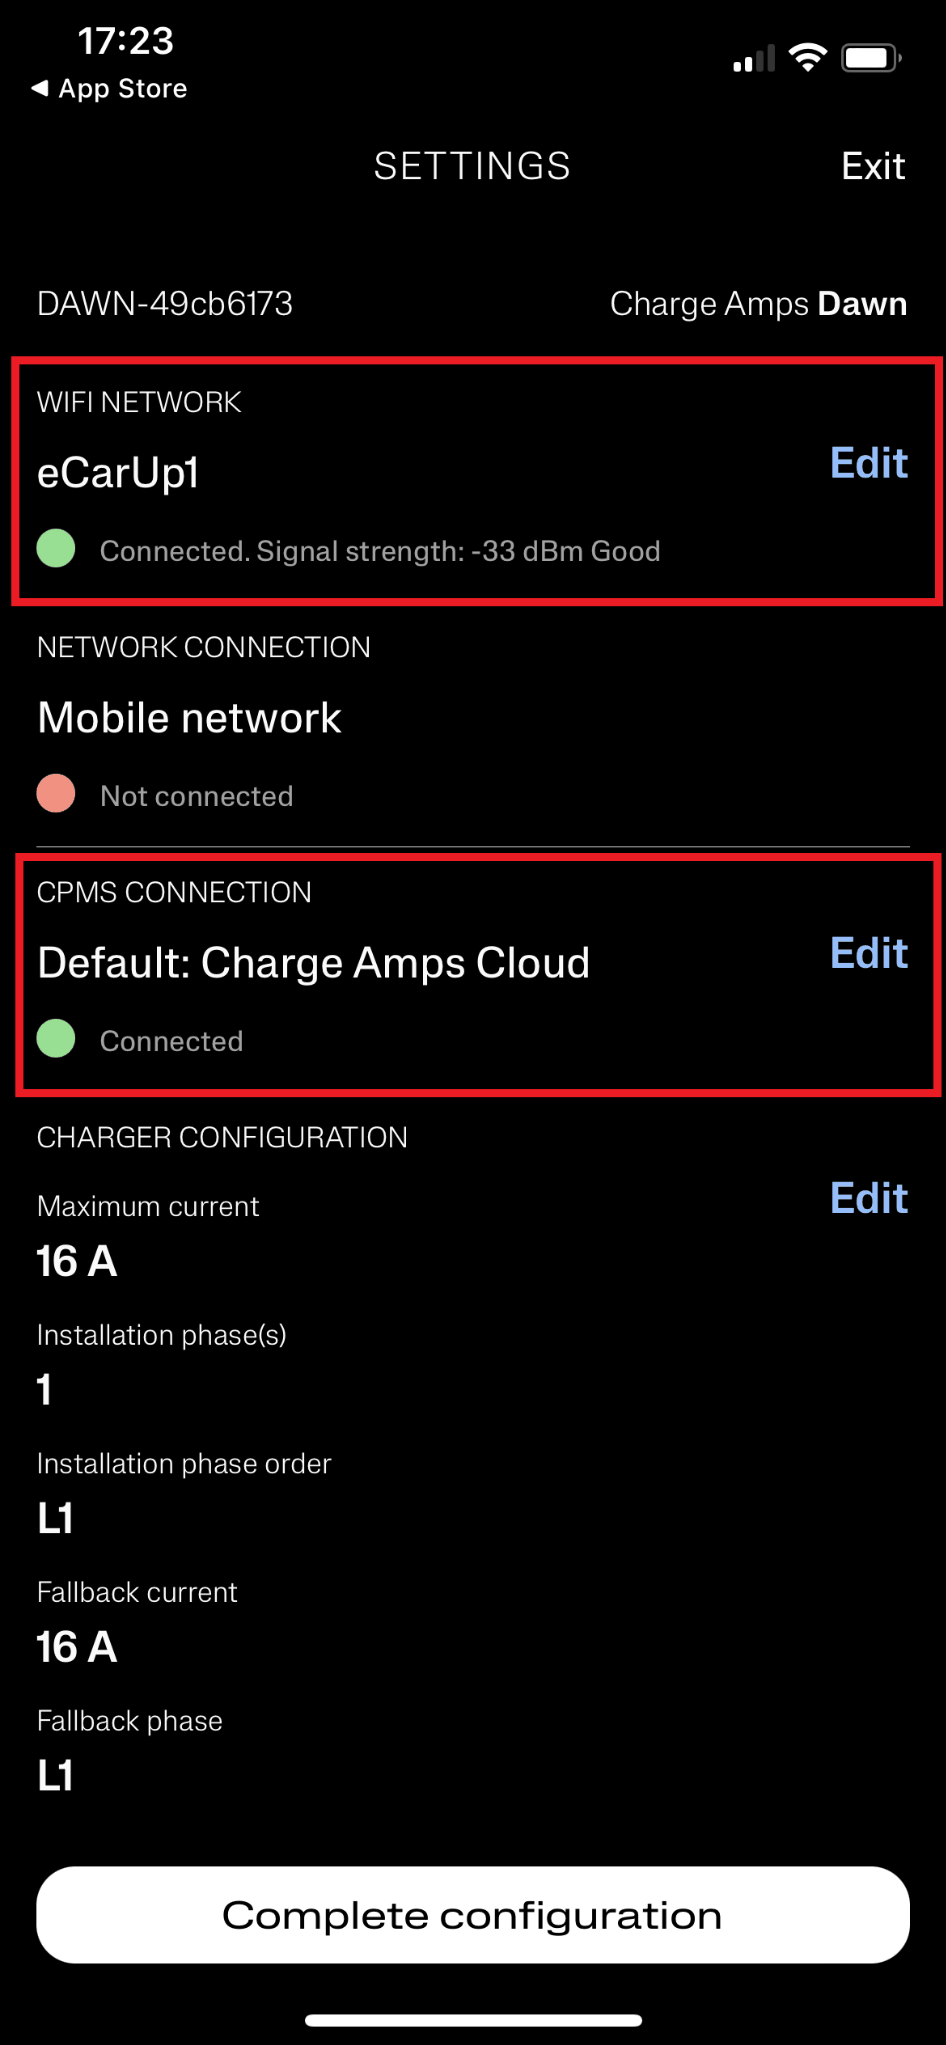 17:23
◀ App Store
SETTINGS
Exit
DAWN-49cb6173
Charge Amps Dawn
WIFI NETWORK
eCarUp1
Edit
Connected. Signal strength: -33 dBm Good
NETWORK CONNECTION
Mobile network
Not connected
CPMS CONNECTION
Default: Charge Amps Cloud
Edit
Connected
CHARGER CONFIGURATION
Maximum current
Edit
16 A
Installation phase(s)
1
Installation phase order
L1
Fallback current
16 A
Fallback phase
L1
Complete configuration